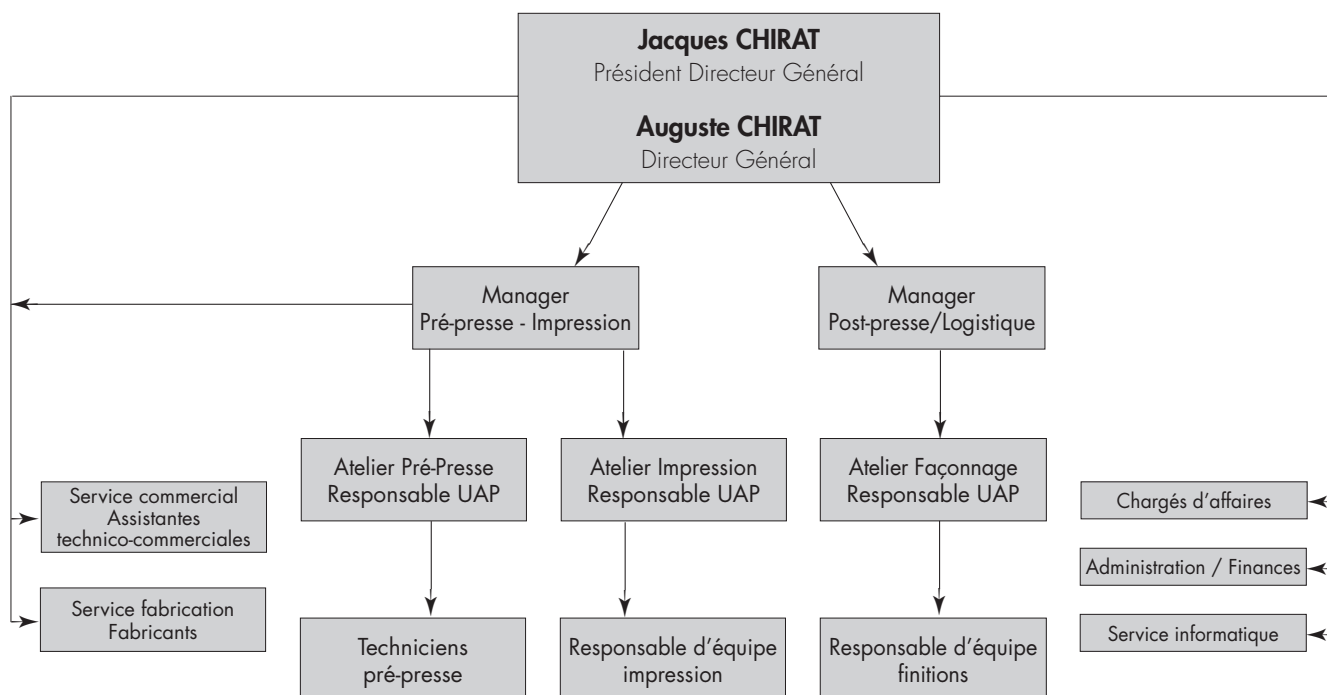 Jacques CHIRAT
Président Directeur Général
Auguste CHIRAT
Directeur Général
Manager
Pré-presse - Impression
Manager
Post-presse/Logistique
Atelier Pré-Presse
Responsable UAP
Atelier Impression
Responsable UAP
Atelier Façonnage
Responsable UAP
Service commercial
Assistantes
technico-commerciales
Chargés d’affaires
Administration / Finances
Service fabrication
Fabricants
Techniciens
pré-presse
Responsable d’équipe
impression
Responsable d’équipe
finitions
Service informatique